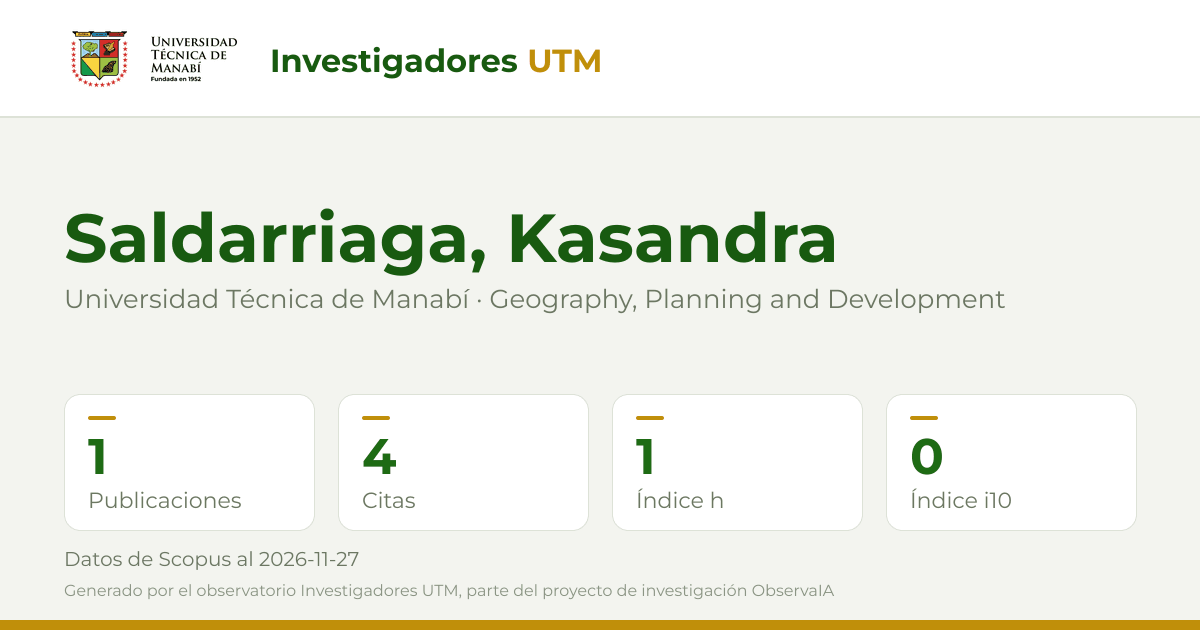 UNIVERSIDAD
TÉCNICA DE
MANABÍ
Fundada en 1952
Investigadores UTM
Saldarriaga, Kasandra
Universidad Técnica de Manabí · Geography, Planning and Development
1
Publicaciones
4
Citas
1
Índice h
0
Índice i10
Datos de Scopus al 2026-11-27
Generado por el observatorio Investigadores UTM, parte del proyecto de investigación ObservaIA